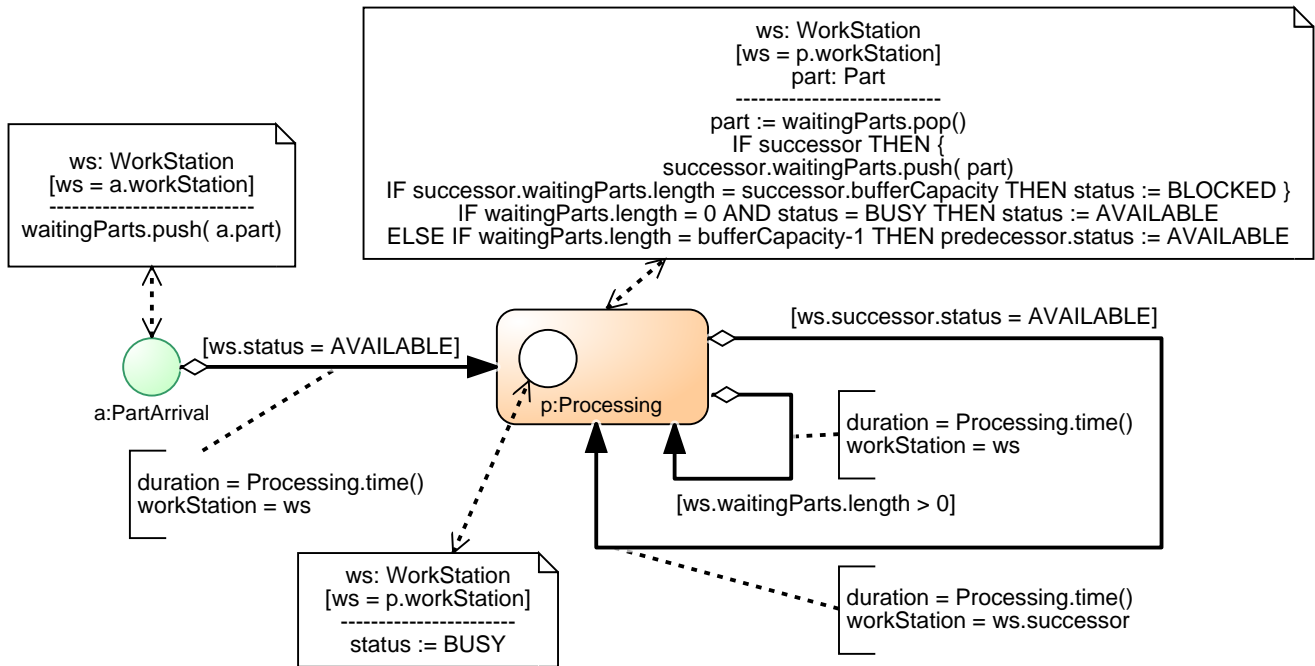 ws: WorkStation
[ws = p.workStation]
part: Part
---------------------------
part := waitingParts.pop()
IF successor THEN {
successor.waitingParts.push( part)
IF successor.waitingParts.length = successor.bufferCapacity THEN status := BLOCKED }
IF waitingParts.length = 0 AND status = BUSY THEN status := AVAILABLE
ELSE IF waitingParts.length = bufferCapacity-1 THEN predecessor.status := AVAILABLE
ws: WorkStation
[ws = a.workStation]
---------------------------
waitingParts.push( a.part)
[ws.successor.status = AVAILABLE]
[ws.status = AVAILABLE]
a:PartArrival
p:Processing
duration = Processing.time()
workStation = ws
duration = Processing.time()
workStation = ws
[ws.waitingParts.length > 0]
ws: WorkStation
[ws = p.workStation]
-----------------------
status := BUSY
duration = Processing.time()
workStation = ws.successor